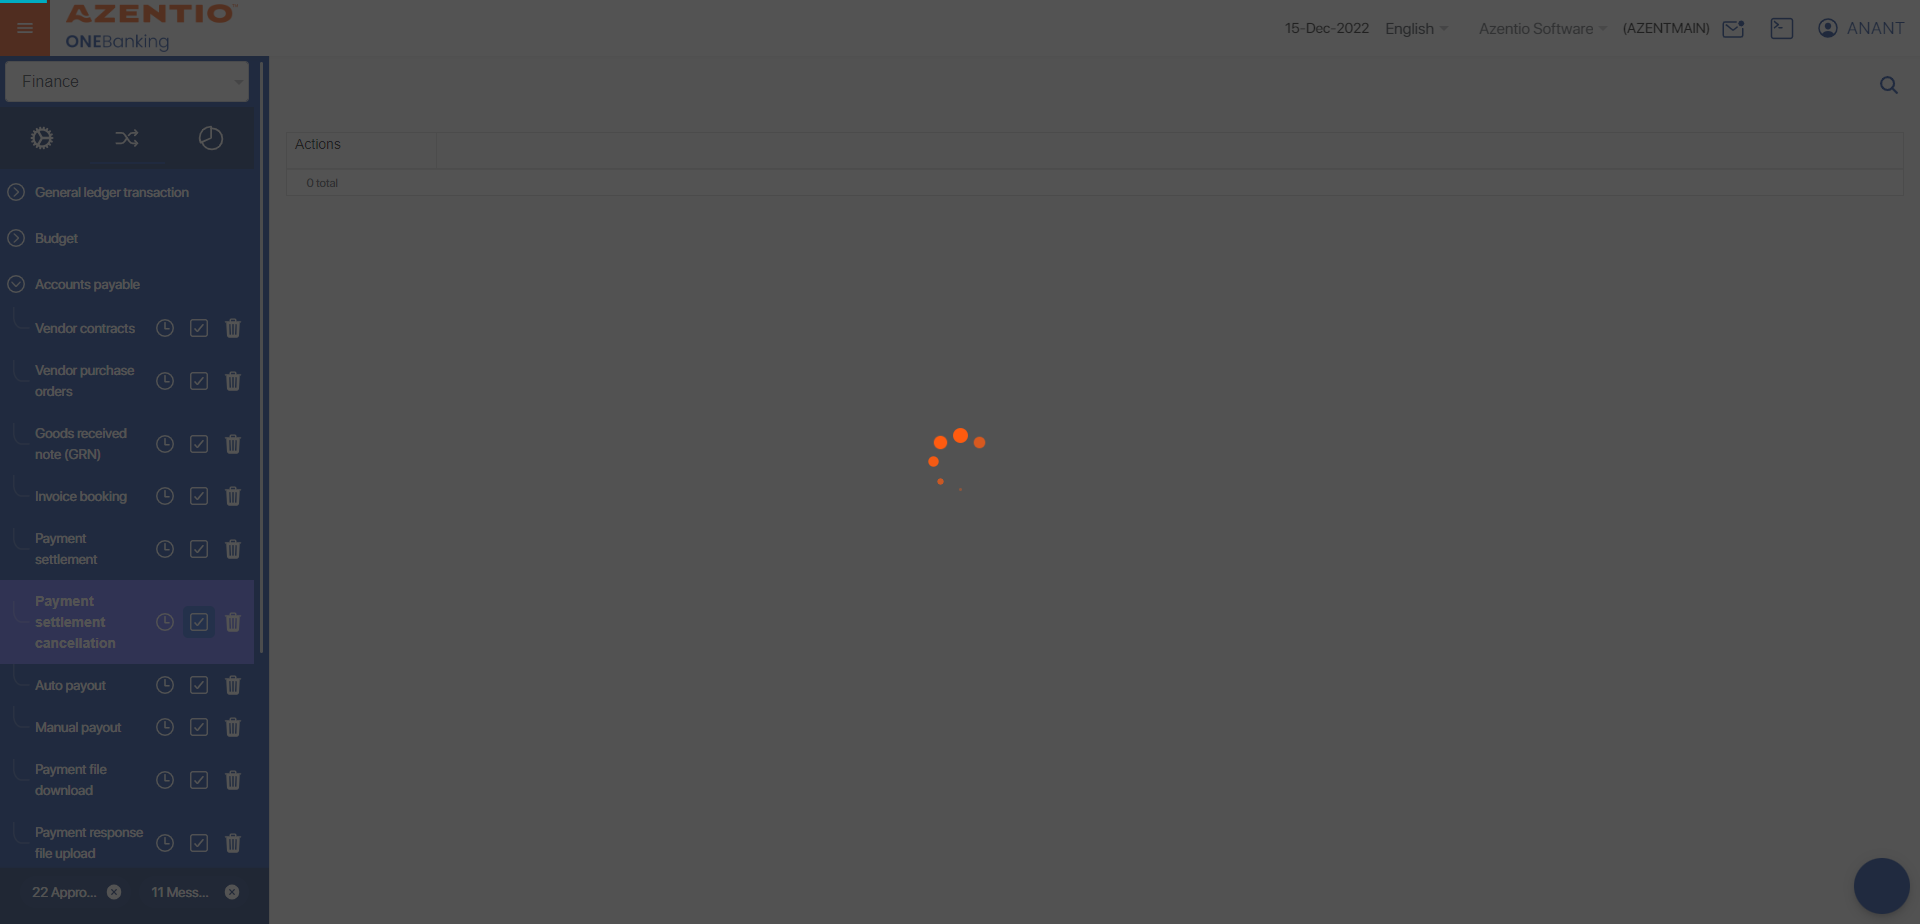 AZENTIO
ONEBanking
15-Dec-2022 English Azentio Software (AZENTMAIN) ANANT
Finance
Actions
0 total
General ledger transaction
Budget
Accounts payable
Vendor contracts
Vendor purchase
orders
Goods received
note (GRN)
Invoice booking
Payment
settlement
Payment
settlement
cancellation
Auto payout
Manual payout
Payment file
download
Payment response
file upload
22 Appro... 11 Mess...